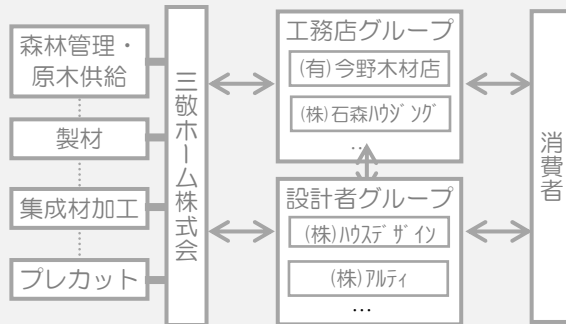 森林管理・
原木供給
製材
集成材加工
プレカット
三敬ホーム株式会
工務店グループ
(有)今野木材店
(株)石森ﾊｳｼﾞﾝｸﾞ
…
設計者グループ
(株)ﾊｳｽﾃﾞｻﾞｲﾝ
(株)ｱﾙﾃｨ
…
消費者